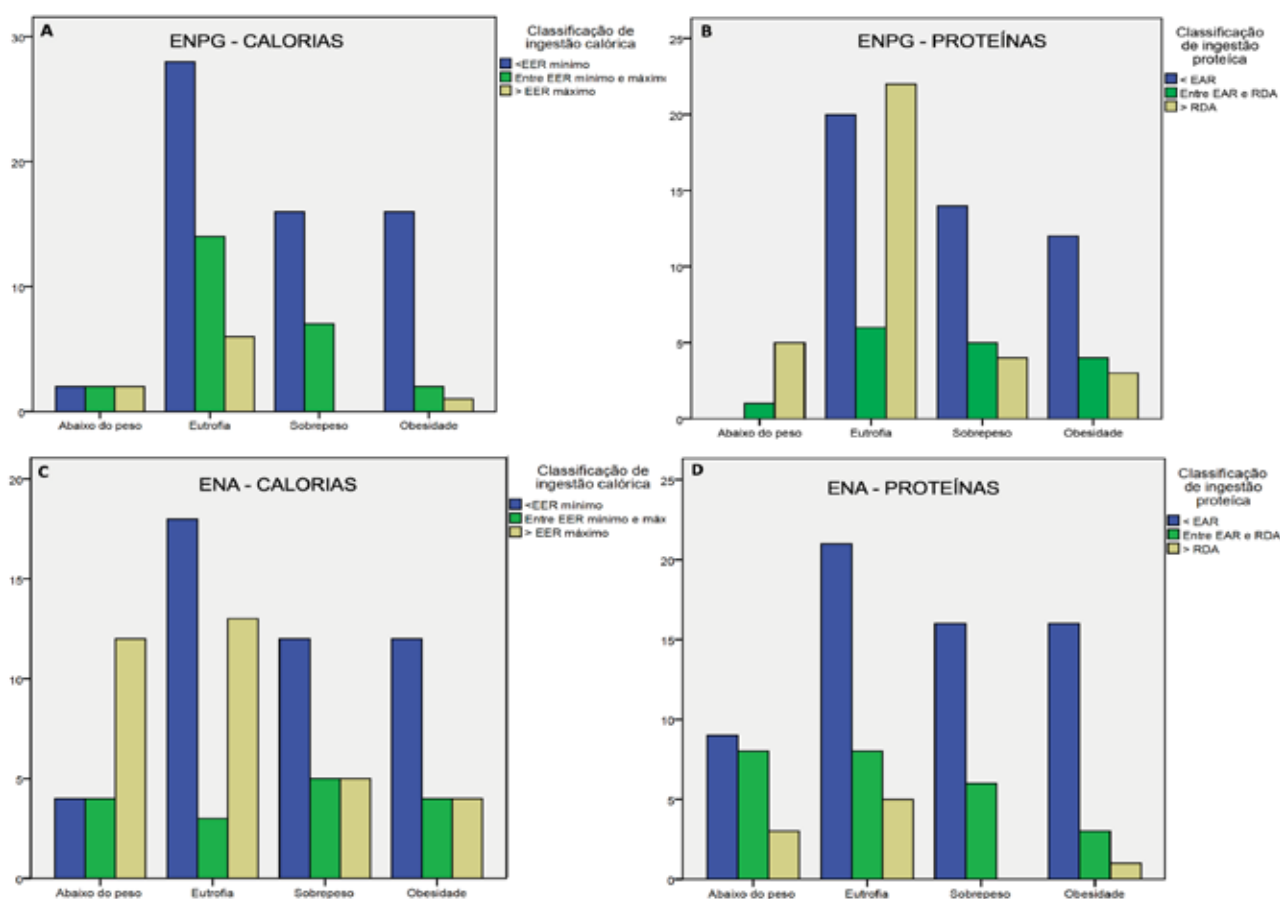 A
ENPG - CALORIAS
30
20
10
0
Abaixo do peso
Eutrofia
Sobrepeso
Obesidade
Classificação de
ingestão calórica
<EER mínimo
Entre EER mínimo e máxim
> EER máximo
B
ENPG - PROTEÍNAS
25
20
15
10
5
0
Abaixo do peso
Eutrofia
Sobrepeso
Obesidade
Classificação
de ingestão
proteíca
< EAR
Entre EAR e RDA
> RDA
C
ENA - CALORIAS
20
15
10
5
0
Abaixo do peso
Eutrofia
Sobrepeso
Obesidade
Classificação de
ingestão calórica
<EER mínimo
Entre EER mínimo e máx
> EER máximo
D
ENA - PROTEÍNAS
25
20
15
10
5
0
Abaixo do peso
Eutrofia
Sobrepeso
Obesidade
Classificação
de ingestão
proteíca
< EAR
Entre EAR e RDA
> RDA